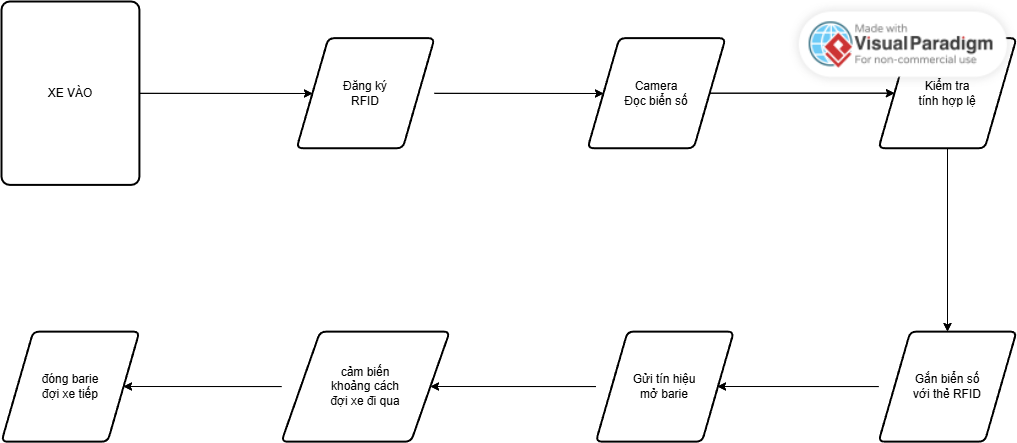 XE VÀO
Đăng ký
RFID
Camera
Đọc biển số
Made with
Visual Paradigm
For non-commercial use
Kiểm tra
tính hợp lệ
đóng barie
đợi xe tiếp
cảm biến
khoảng cách
đợi xe đi qua
Gửi tín hiệu
mở barie
Gắn biển số
với thẻ RFID